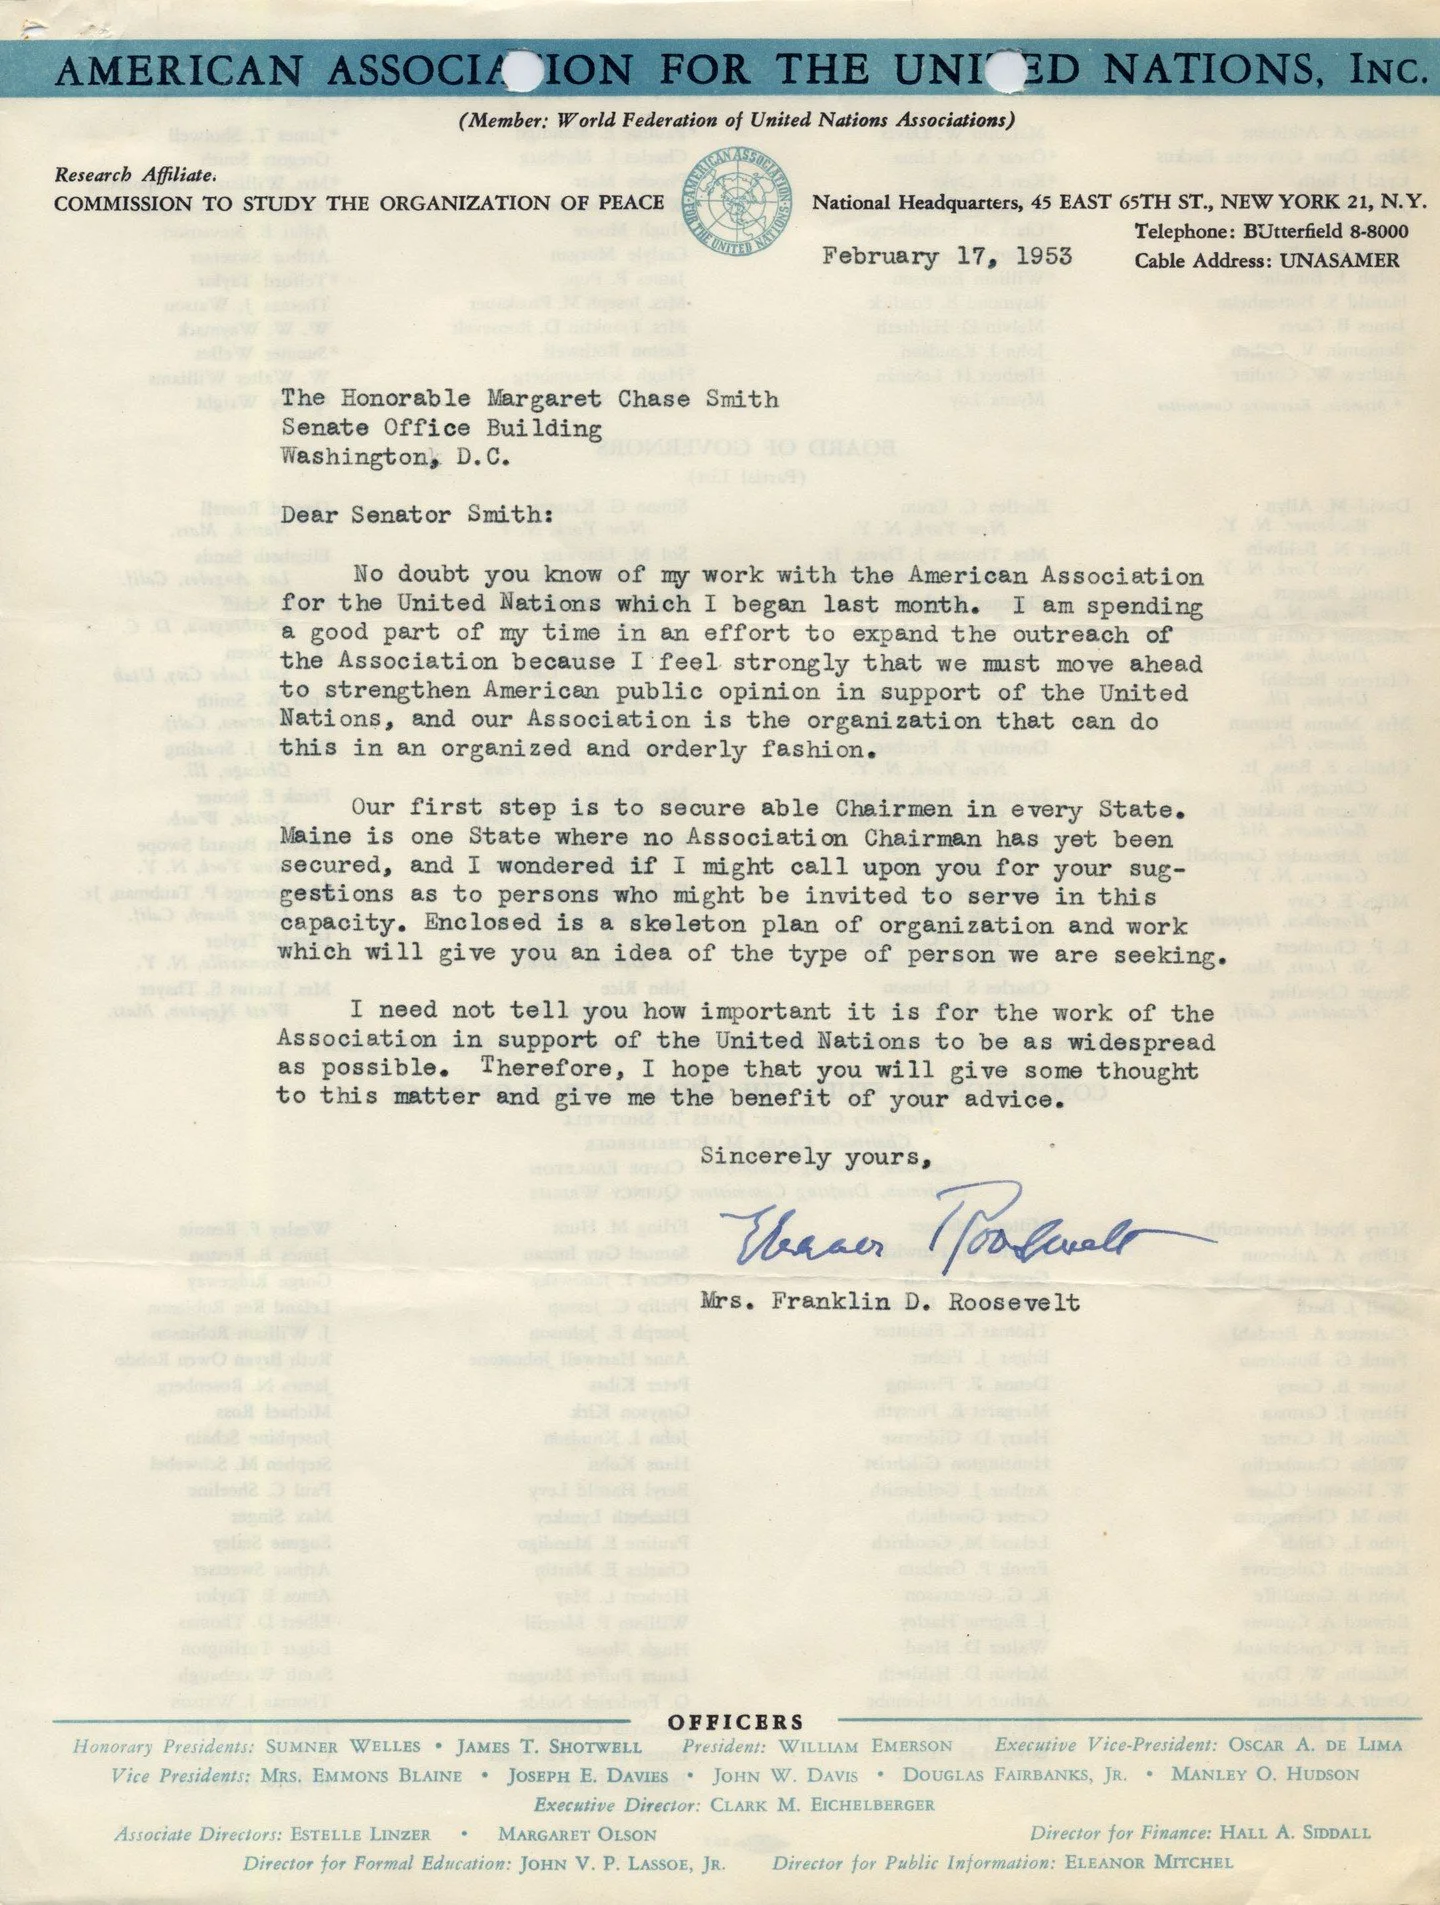 AMERICAN ASSOCIATION FOR THE UNITED NATIONS, INC.
(Member: World Federation of United Nations Associations)
Research Affiliate.
COMMISSION TO STUDY THE ORGANIZATION OF PEACE
AMERICAN ASSOCIATION FOR THE UNITED NATIONS
National Headquarters, 45 EAST 65TH ST., NEW YORK 21, N.Y.
Telephone: BUtterfield 8-8000
February 17, 1953
Cable Address: UNASAMER
The Honorable Margaret Chase Smith
Senate Office Building
Washington, D.C.
Dear Senator Smith:
No doubt you know of my work with the American Association
for the United Nations which I began last month. I am spending
a good part of my time in an effort to expand the outreach of
the Association because I feel strongly that we must move ahead
to strengthen American public opinion in support of the United
Nations, and our Association is the organization that can do
this in an organized and orderly fashion.
Our first step is to secure able Chairmen in every State.
Maine is one State where no Association Chairman has yet been
secured, and I wondered if I might call upon you for your sug-
gestions as to persons who might be invited to serve in this
capacity. Enclosed is a skeleton plan of organization and work
which will give you an idea of the type of person we are seeking.
I need not tell you how important it is for the work of the
Association in support of the United Nations to be as widespread
as possible. Therefore, I hope that you will give some thought
to this matter and give me the benefit of your advice.
Sincerely yours,
Eleanor Roosevelt
Mrs. Franklin D. Roosevelt
OFFICERS
Honorary Presidents: SUMNER WELLES • JAMES T. SHOTWELL President: WILLIAM EMERSON Executive Vice-President: OSCAR A. DE LIMA
Vice Presidents: MRS. EMMONS BLAINE • JOSEPH E. DAVIES • JOHN W. DAVIS • DOUGLAS FAIRBANKS, JR. • MANLEY O. HUDSON
Executive Director: CLARK M. EICHELBERGER
Associate Directors: ESTELLE LINZER • MARGARET OLSON Director for Finance: HALL A. SIDDALL
Director for Formal Education: JOHN V. P. LASSOE, JR. Director for Public Information: ELEANOR MITCHEL